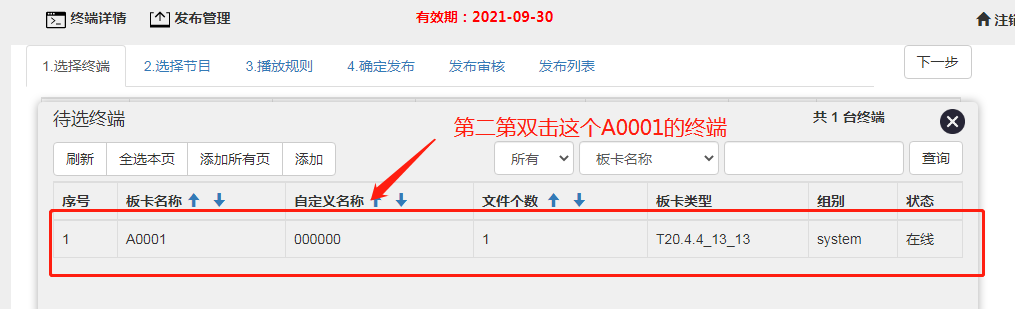 终端详情 发布管理 有效期：2021-09-30 注销
1.选择终端 2.选择节目 3.播放规则 4.确定发布 发布审核 发布列表 下一步
待选终端 共 1 台终端
第二第双击这个A0001的终端
刷新 全选本页 添加所有页 添加 所有 板卡名称 查询
序号 板卡名称 自定义名称 文件个数 板卡类型 组别 状态
1 A0001 000000 1 T20.4.4_13_13 system 在线